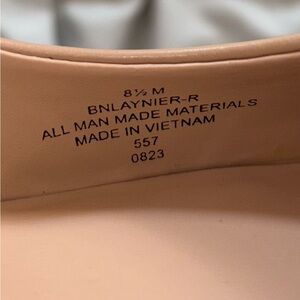 8½ M
BNLAYNIER-R
ALL MAN MADE MATERIALS
MADE IN VIETNAM
557
0823